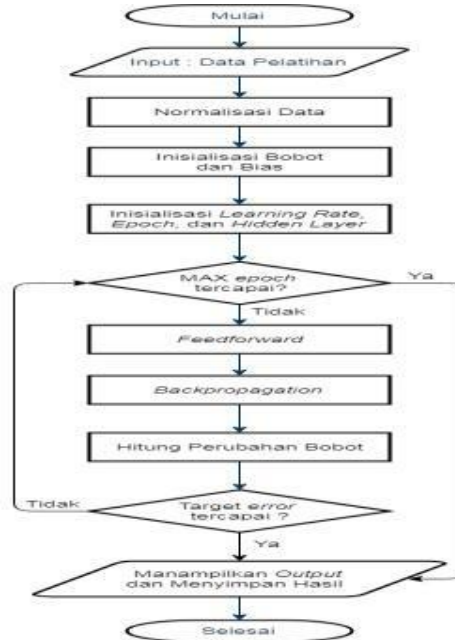 Mulai
Input : Data Pelatihan
Normalisasi Data
Inisialisasi Bobot
dan Bias
Inisialisasi Learning Rate,
Epoch, dan Hidden Layer
MAX epoch
tercapai?
Ya
Tidak
Feedforward
Backpropagation
Hitung Perubahan Bobot
Tidak
Target error
tercapai ?
Ya
Manampilkan Output
dan Menyimpan Hasil
Selesai